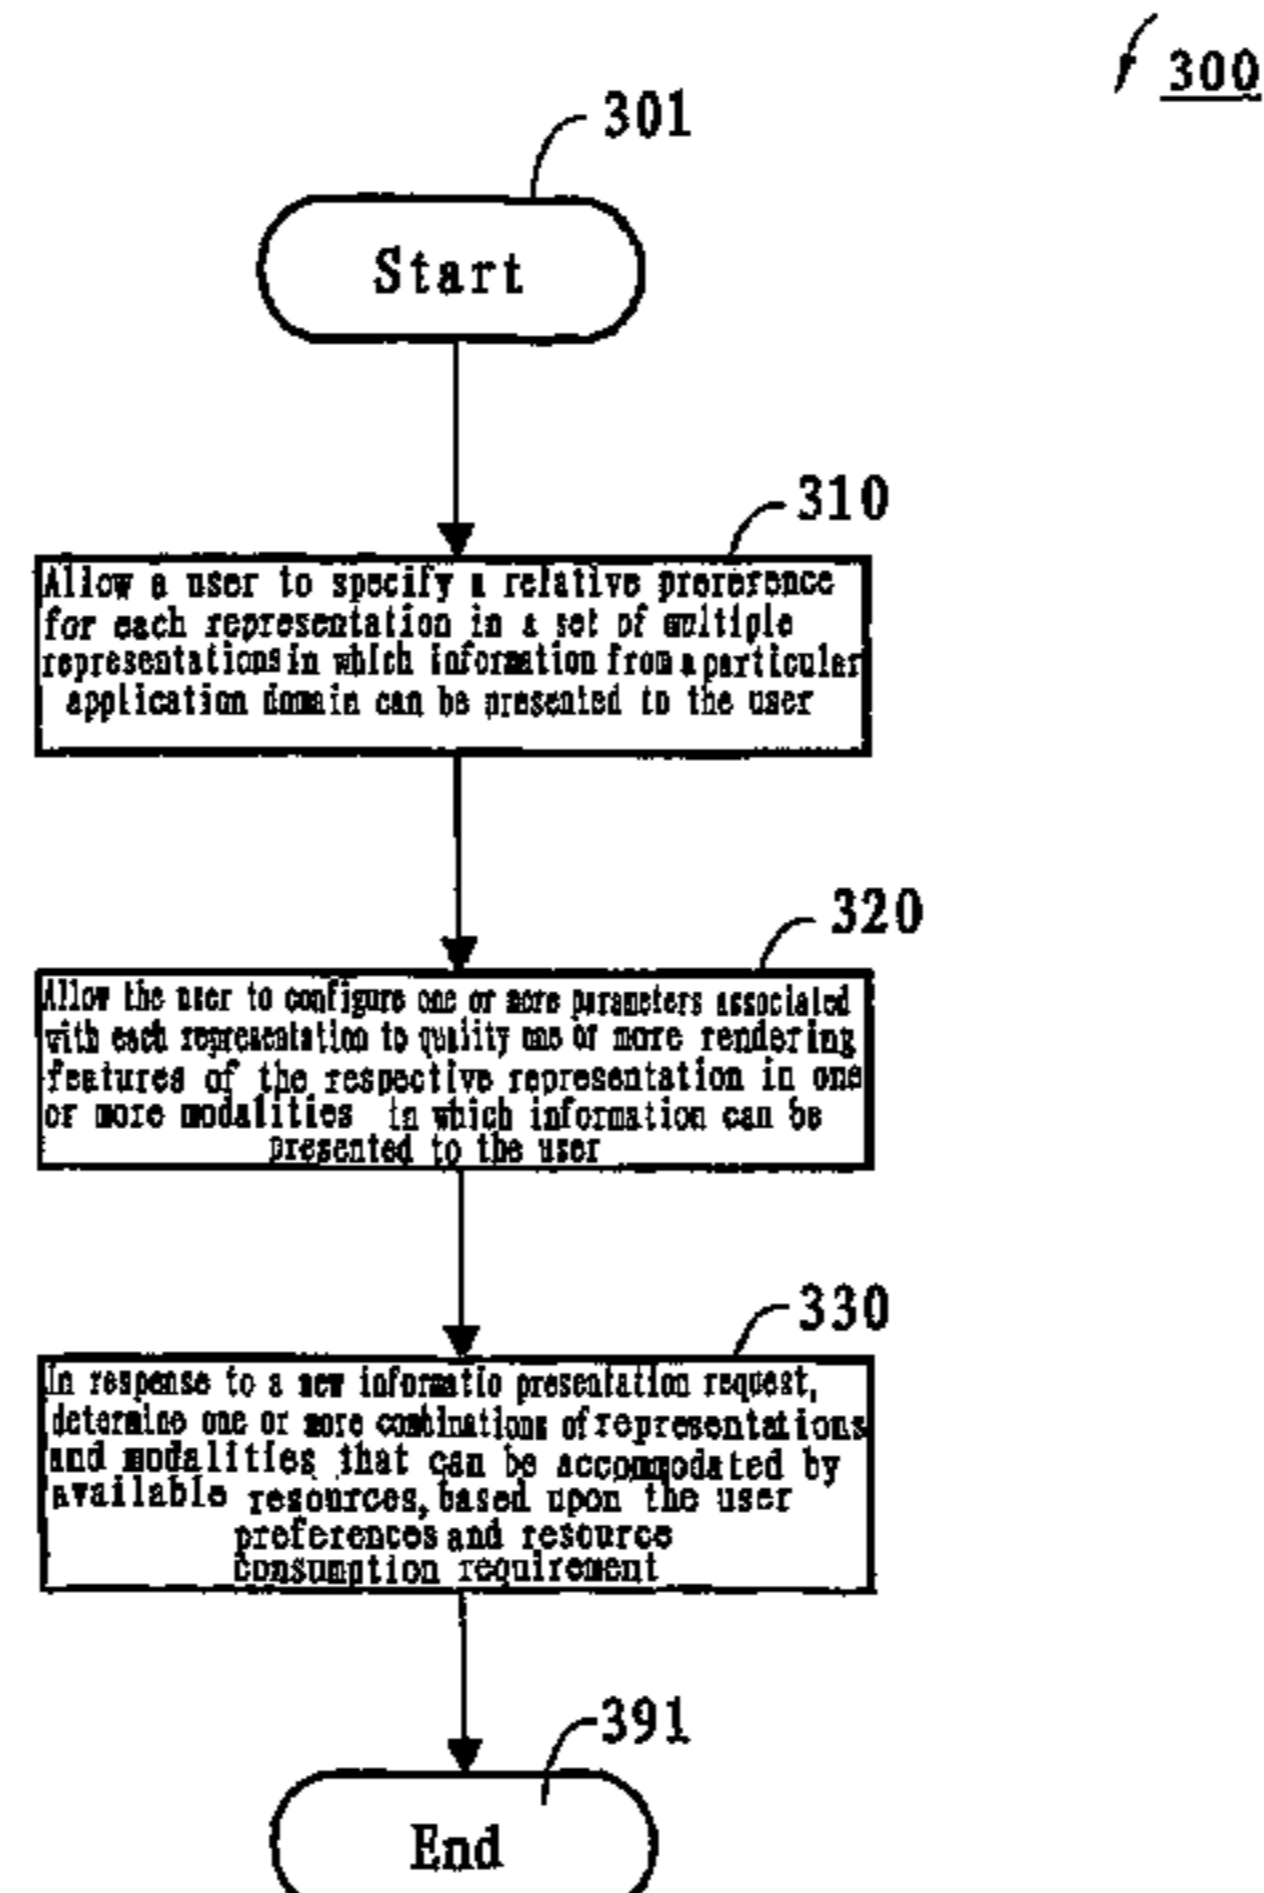 300
301
Start
310
Allow a user to specify a relative prererence
for each representation in a set of multiple
representations in which information from a particular
application domain can be presented to the user
320
Allow the user to configure one or more parameters associated
with each representation to quality one or more rendering
features of the respective representation in one
or more modalities in which information can be
presented to the user
330
In response to a new informatio presentation request,
determine one or more combinations of representations
and modalities that can be accommodated by
available resources, based upon the user
preferences and resource
consumption requirement
391
End